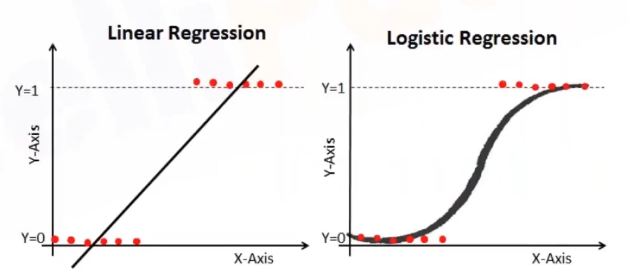 Linear Regression
Y=1
Y-Axis
Y=0
X-Axis
Logistic Regression
Y=1
Y-Axis
Y=0
X-Axis